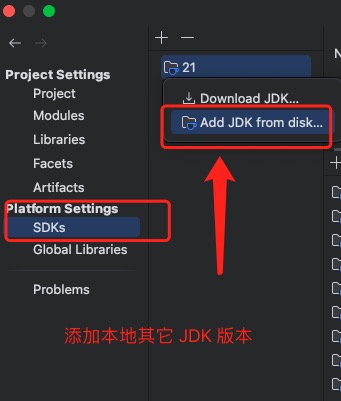 Project Settings
Project
Modules
Libraries
Facets
Artifacts
Platform Settings
SDKs
Global Libraries
Problems
21
Download JDK...
Add JDK from disk...
N
添加本地其它 JDK 版本